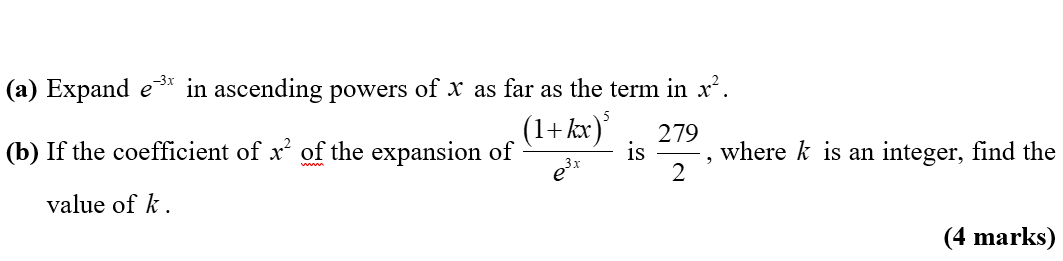 (a) Expand e^{-3x} in ascending powers of x as far as the term in x^2.
(b) If the coefficient of x^2 of the expansion of \frac{(1+kx)^5}{e^{3x}} is \frac{279}{2}, where k is an integer, find the
value of k.
(4 marks)